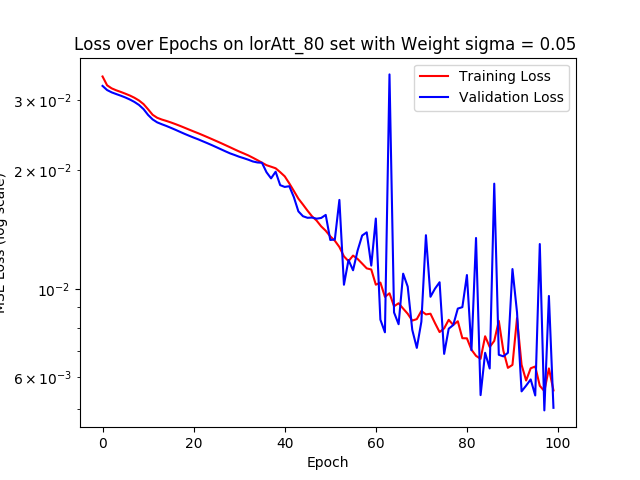 Loss over Epochs on lorAtt_80 set with Weight sigma = 0.05
Training Loss
Validation Loss
3 × 10⁻²
2 × 10⁻²
10⁻²
6 × 10⁻³
MSE Loss (log scale)
0 20 40 60 80 100
Epoch